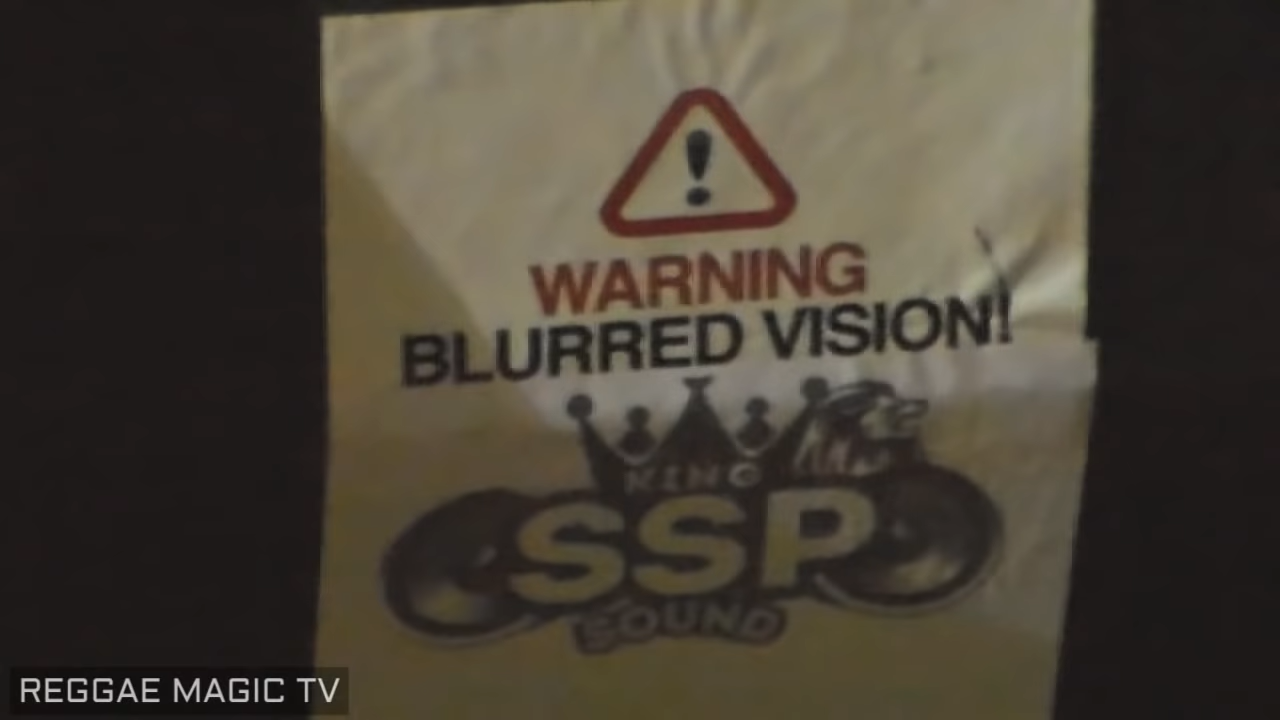 WARNING
BLURRED VISION!
KING
SSP
SOUND
REGGAE MAGIC TV